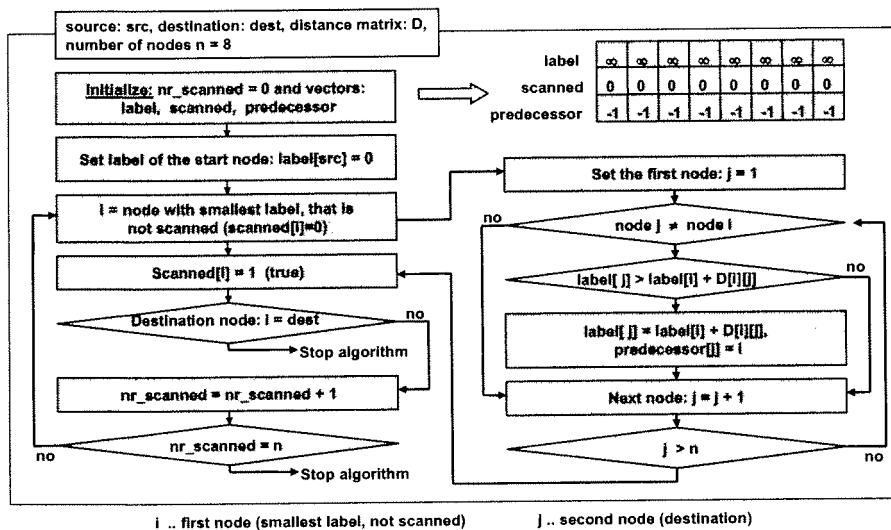 source: src, destination: dest, distance matrix: D,
number of nodes n = 8
Initialize: nr_scanned = 0 and vectors:
label, scanned, predecessor
label ∞ ∞ ∞ ∞ ∞ ∞ ∞ ∞
scanned 0 0 0 0 0 0 0 0
predecessor -1 -1 -1 -1 -1 -1 -1 -1
Set label of the start node: label[src] = 0
i = node with smallest label, that is
not scanned (scanned[i]=0)
Scanned[i] = 1 (true)
Destination node: i = dest
no
Stop algorithm
nr_scanned = nr_scanned + 1
nr_scanned = n
no
Stop algorithm
Set the first node: j = 1
no
node j ≠ node i
label[ j] > label[i] + D[i][j]
no
label[ j] = label[i] + D[i][j],
predecessor[j] = i
Next node: j = j + 1
j > n
no
i .. first node (smallest label, not scanned)
j .. second node (destination)